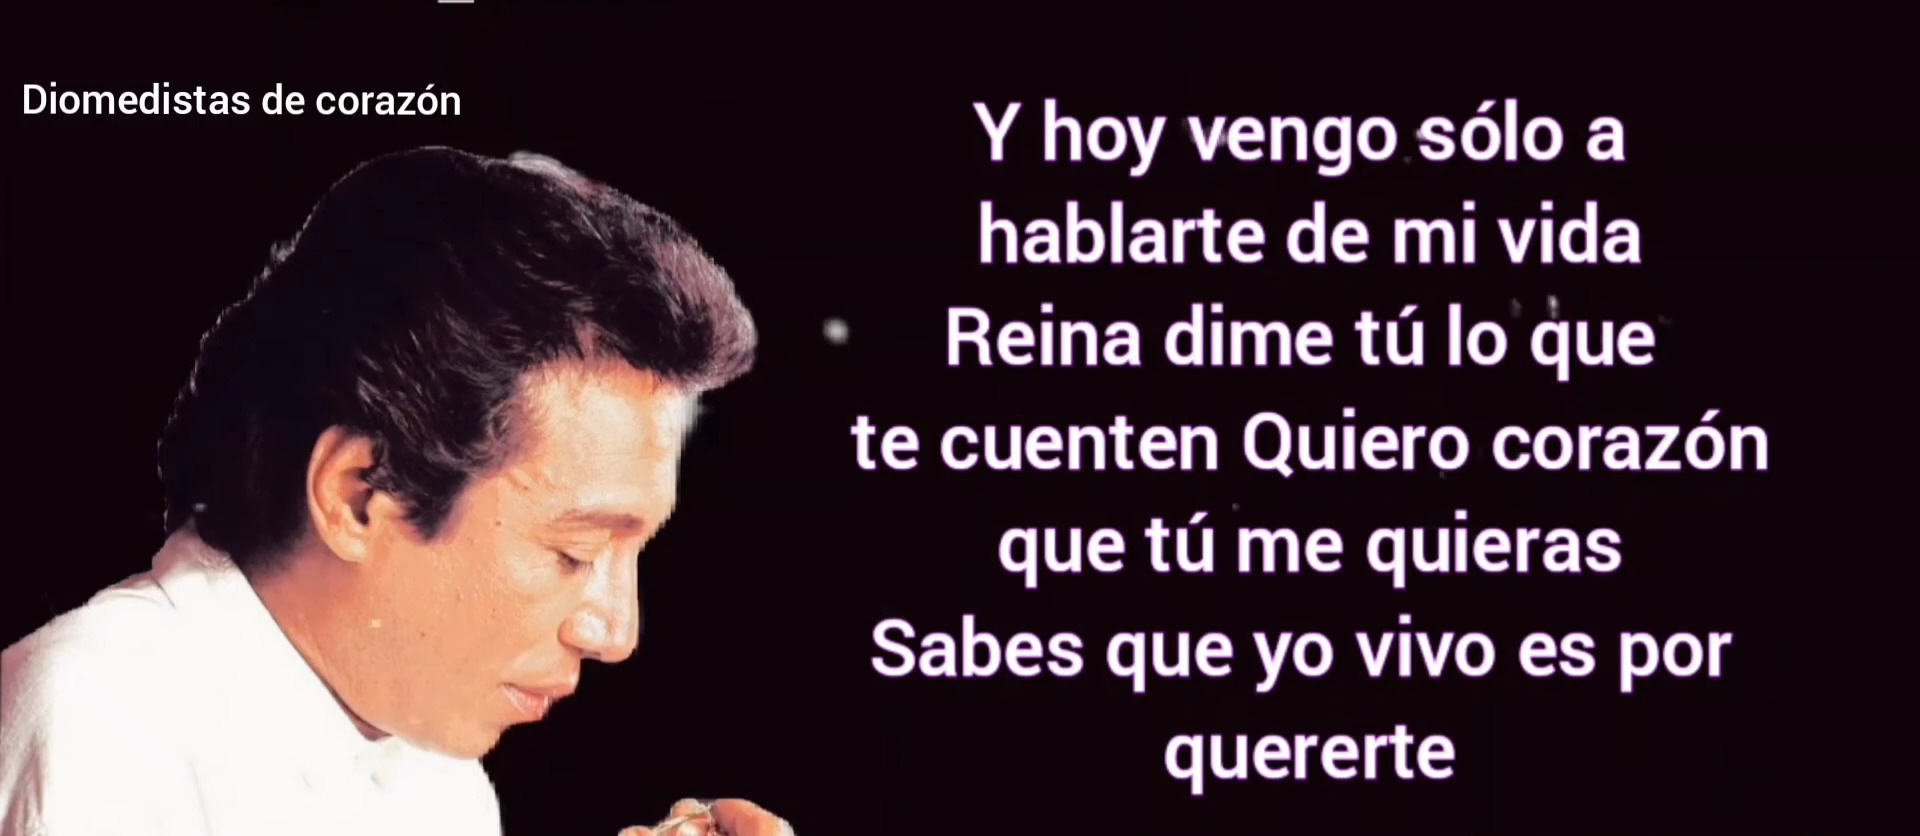 Diomedistas de corazón
Y hoy vengo sólo a
hablarte de mi vida
Reina dime tú lo que
te cuenten Quiero corazón
que tú me quieras
Sabes que yo vivo es por
quererte